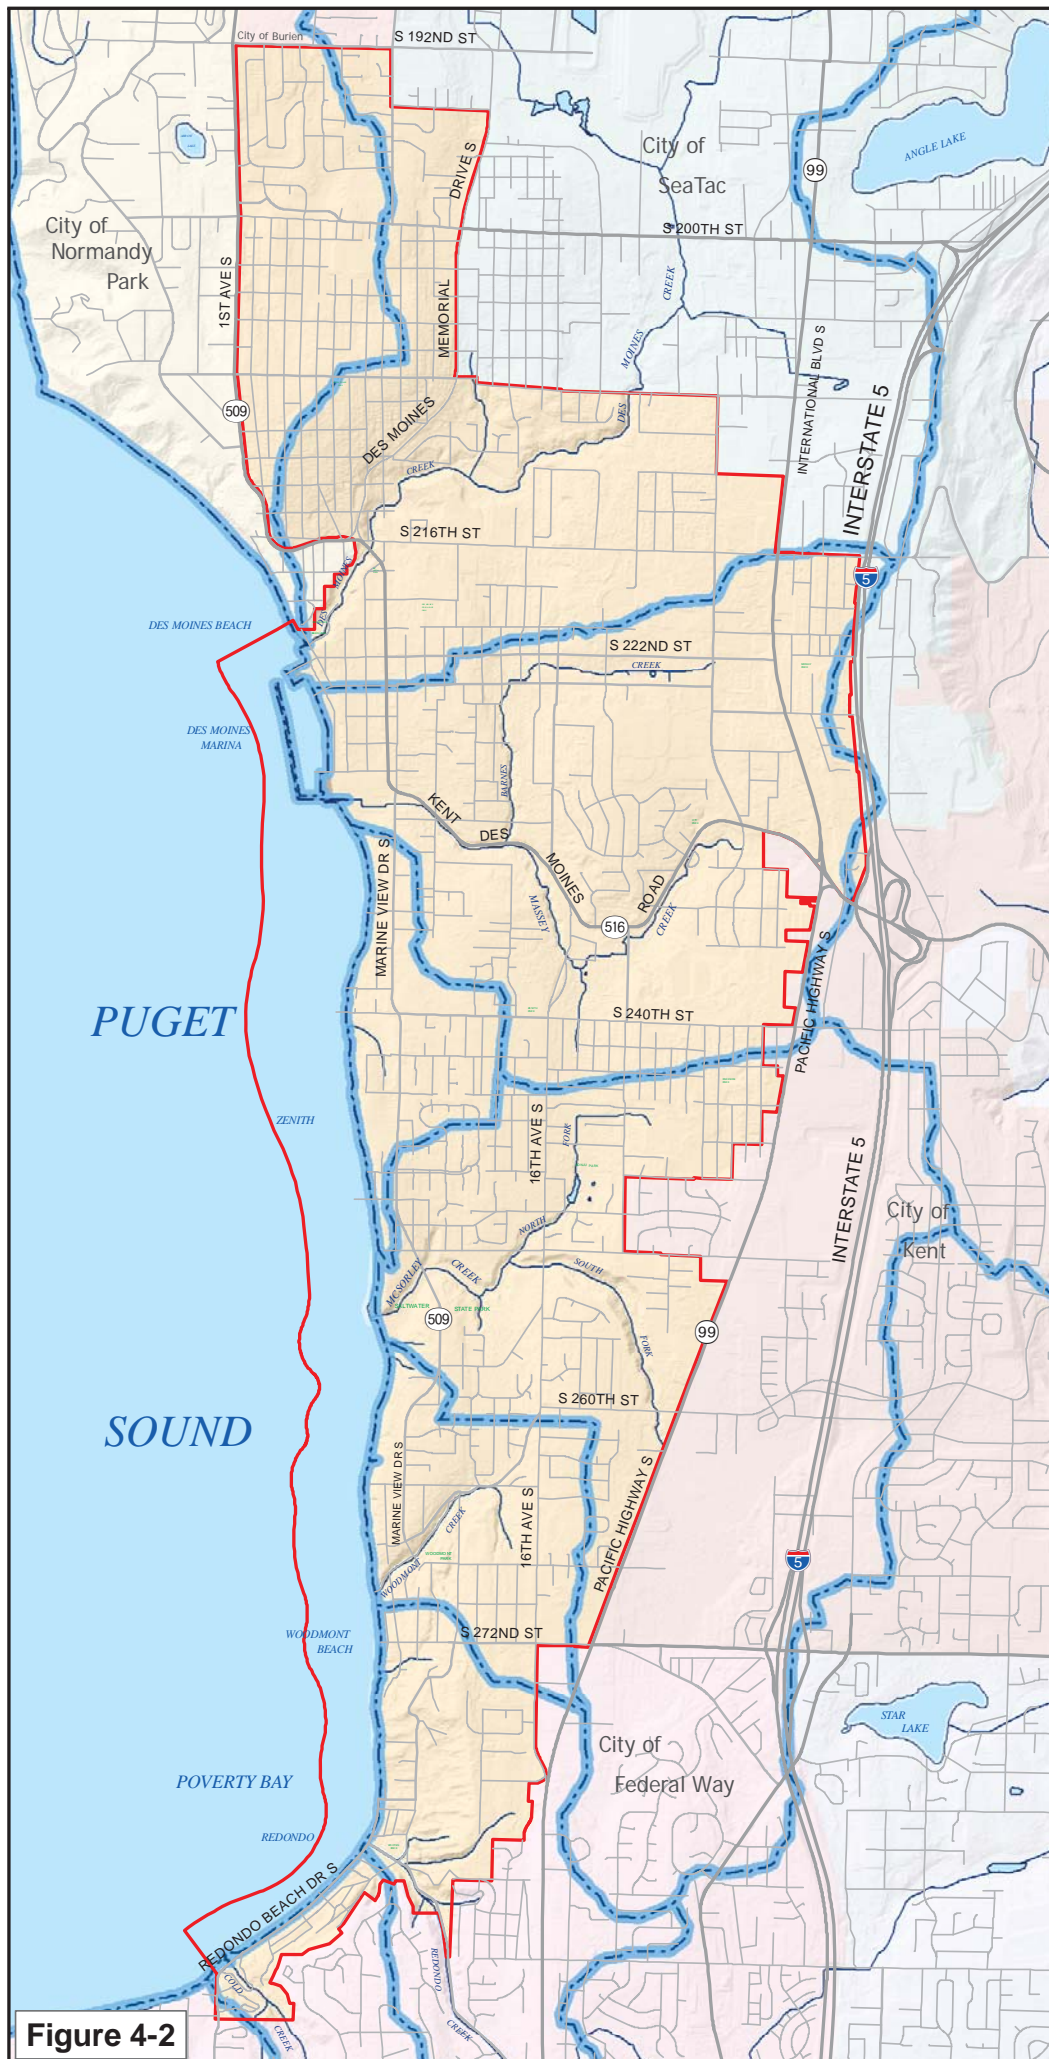 City of Burien
S 192ND ST
City of
SeaTac
ANGLE LAKE
99
DRIVE S
City of
Normandy
Park
S 200TH ST
1ST AVE S
MEMORIAL
CREEK
MOINES
DES
INTERNATIONAL BLVD S
INTERSTATE 5
509
DES MOINES
CREEK
S 216TH ST
5
MOINES
DES
DES MOINES BEACH
S 222ND ST
CREEK
DES MOINES
MARINA
BARNES
KENT
DES
MOINES
ROAD
MARINE VIEW DR S
MASSEY
516
CREEK
PACIFIC HIGHWAY S
PUGET
S 240TH ST
ZENITH
16TH AVE S
FORK
INTERSTATE 5
City of
Kent
NORTH
MCSORLEY
CREEK
SOUTH
SALTWATER STATE PARK
509
99
FORK
S 260TH ST
SOUND
MARINE VIEW DR S
PACIFIC HIGHWAY S
CREEK
16TH AVE S
WOODMONT
5
WOODMONT
BEACH
S 272ND ST
STAR
LAKE
City of
Federal Way
POVERTY BAY
REDONDO
REDONDO BEACH DR S
REDONDO
COLD
CREEK
CREEK
Figure 4-2